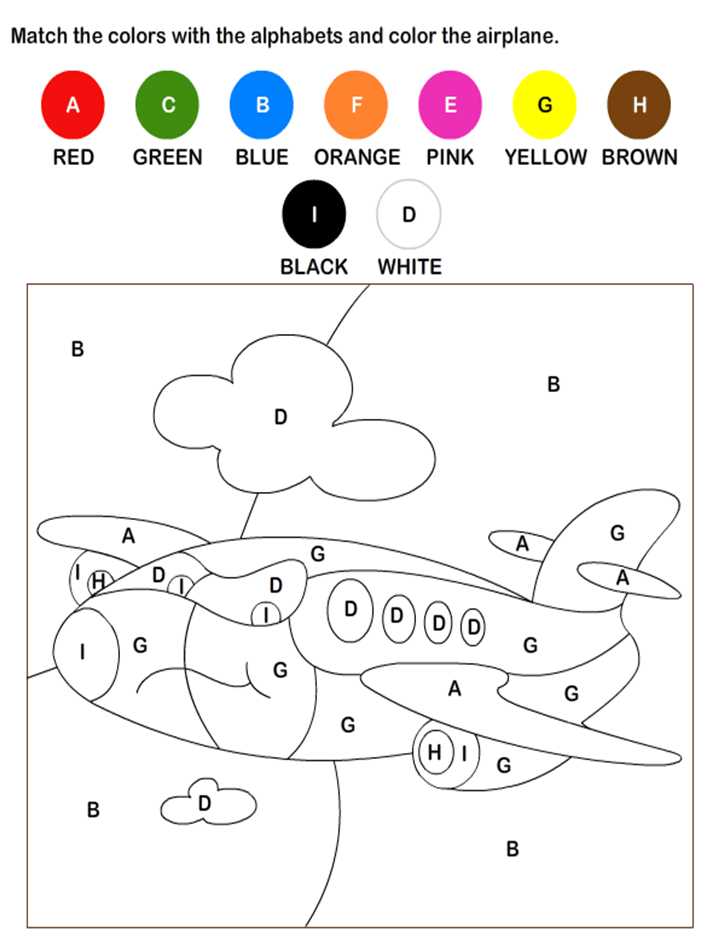 Match the colors with the alphabets and color the airplane.
A C B F E G H
RED GREEN BLUE ORANGE PINK YELLOW BROWN
I D
BLACK WHITE
B
B
D
A G
A
G
I H D I D I
A
D D D D
I G G
G
A G
G
H I G
D
B
B